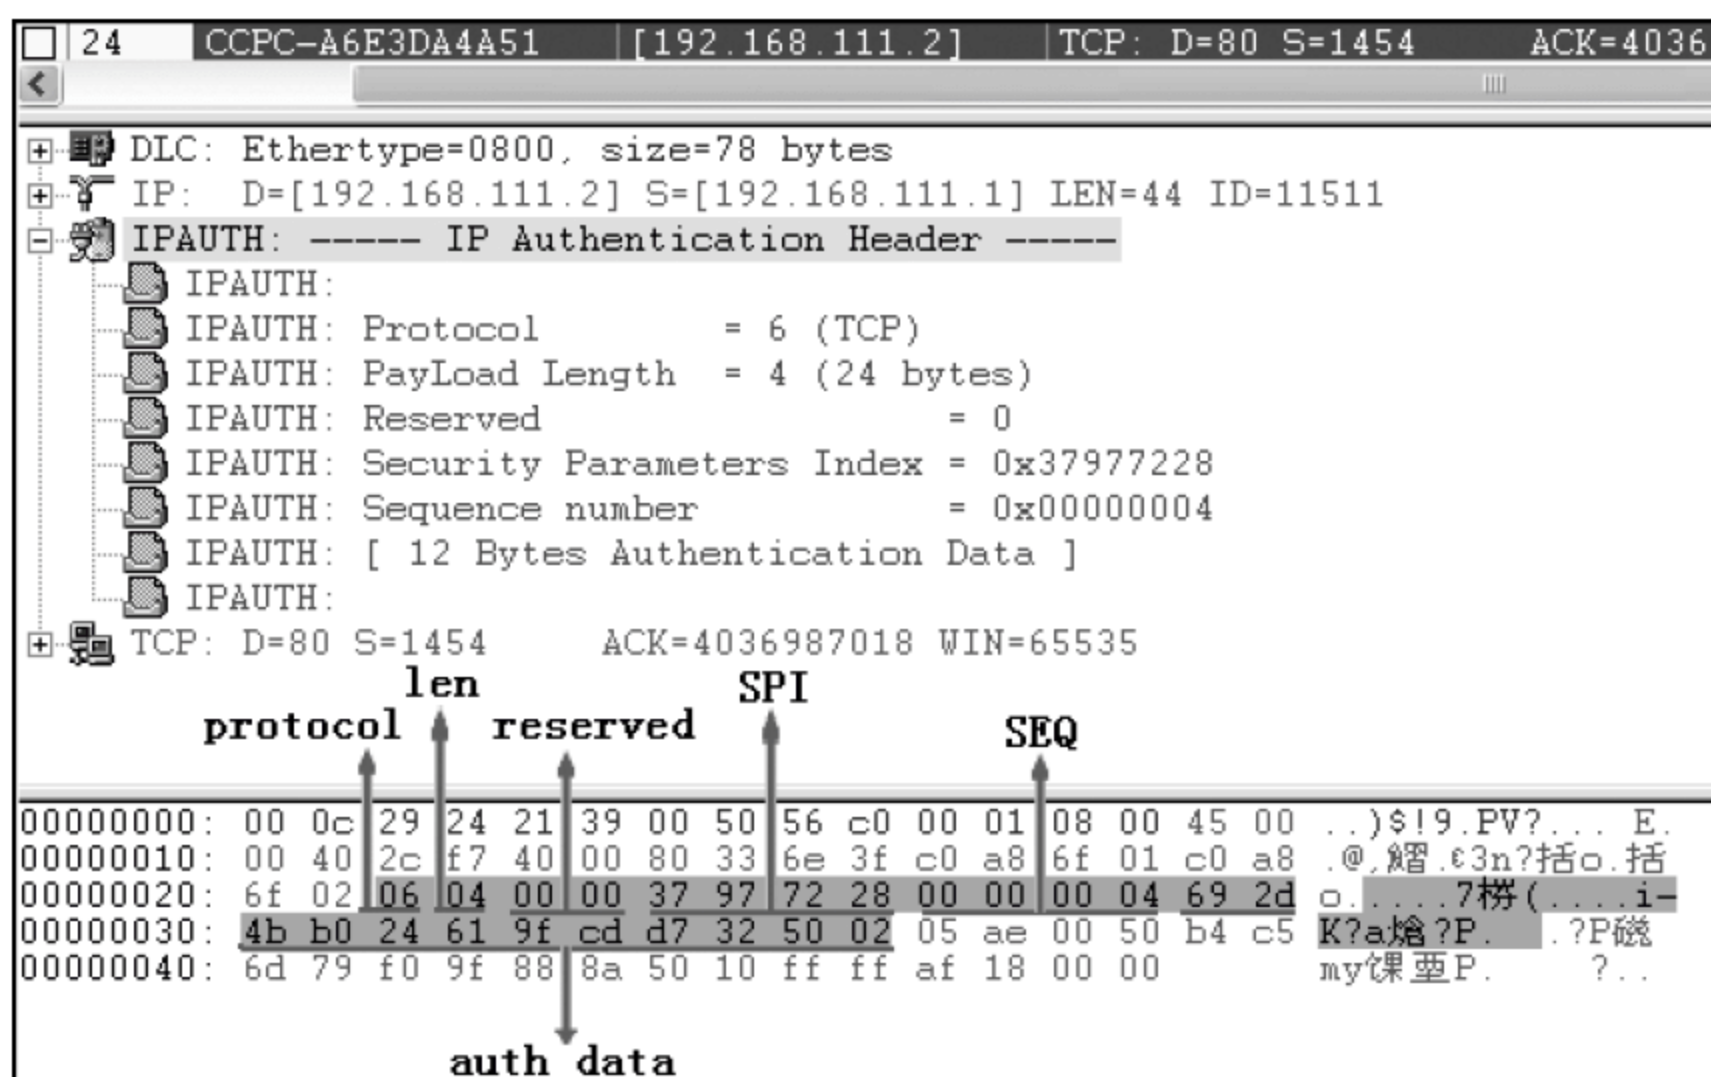 24 CCPC-A6E3DA4A51 [192.168.111.2] TCP: D=80 S=1454 ACK=4036
DLC: Ethertype=0800, size=78 bytes
IP: D=[192.168.111.2] S=[192.168.111.1] LEN=44 ID=11511
IPAUTH: ----- IP Authentication Header -----
IPAUTH:
IPAUTH: Protocol = 6 (TCP)
IPAUTH: PayLoad Length = 4 (24 bytes)
IPAUTH: Reserved = 0
IPAUTH: Security Parameters Index = 0x37977228
IPAUTH: Sequence number = 0x00000004
IPAUTH: [ 12 Bytes Authentication Data ]
IPAUTH:
TCP: D=80 S=1454 ACK=4036987018 WIN=65535
len SPI
protocol reserved SEQ
00000000: 00 0c 29 24 21 39 00 50 56 c0 00 01 08 00 45 00 ..)$!9.PV?... E.
00000010: 00 40 2c f7 40 00 80 33 6e 3f c0 a8 6f 01 c0 a8
00000020: 6f 02 06 04 00 00 37 97 72 28 00 00 00 04 69 2d
00000030: 4b b0 24 61 9f cd d7 32 50 02 05 ae 00 50 b4 c5
00000040: 6d 79 f0 9f 88 8a 50 10 ff ff af 18 00 00
auth data